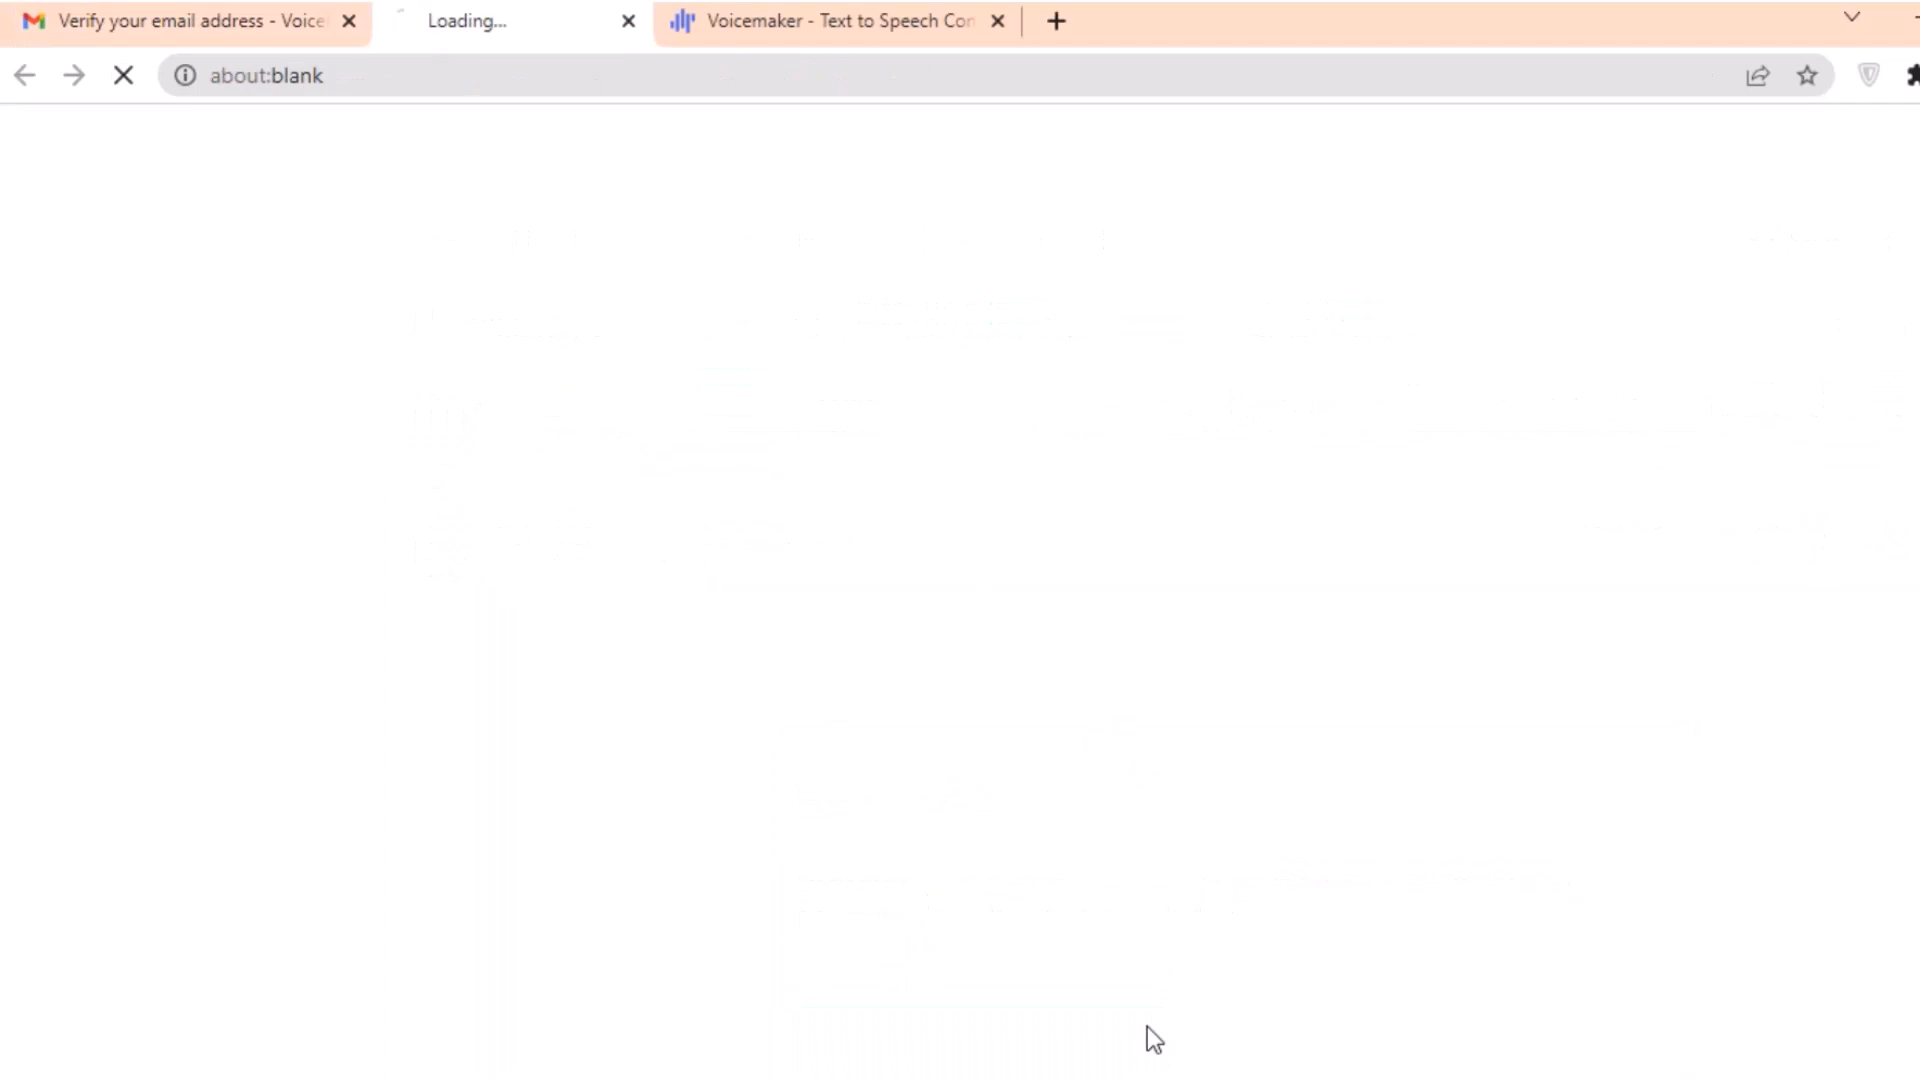 Verify your email address - Voice
Loading...
Voicemaker - Text to Speech Con
about:blank